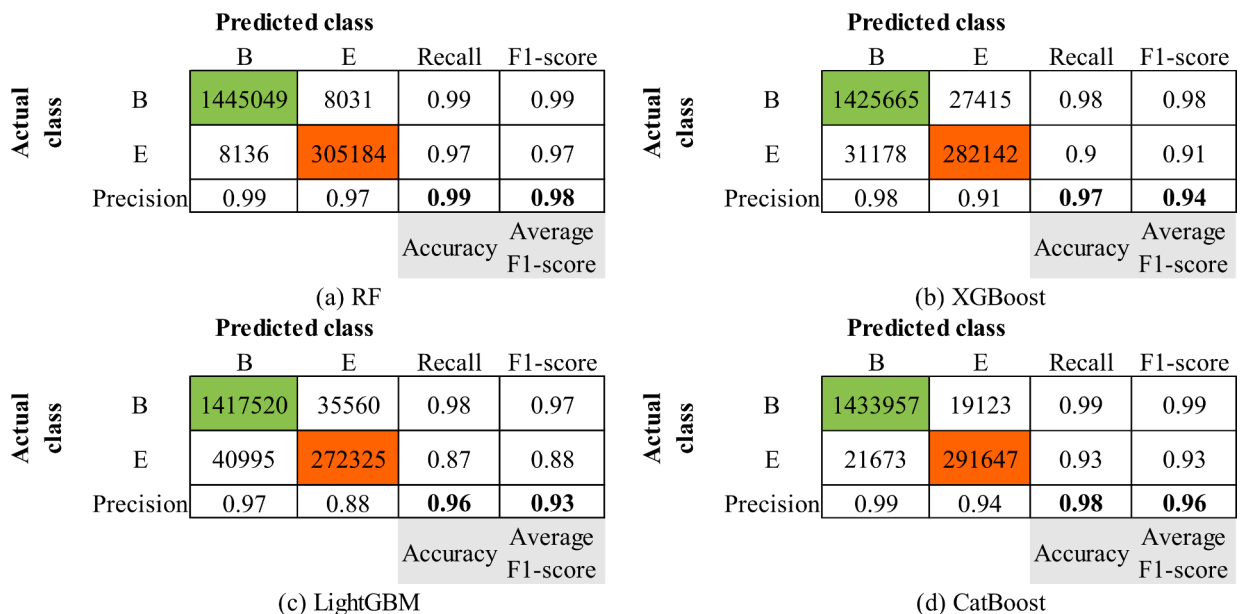 Predicted class
B E Recall F1-score
Actual class
B 1445049 8031 0.99 0.99
E 8136 305184 0.97 0.97
Precision 0.99 0.97 0.99 0.98
Accuracy Average F1-score
(a) RF
Predicted class
B E Recall F1-score
Actual class
B 1425665 27415 0.98 0.98
E 31178 282142 0.9 0.91
Precision 0.98 0.91 0.97 0.94
Accuracy Average F1-score
(b) XGBoost
Predicted class
B E Recall F1-score
Actual class
B 1417520 35560 0.98 0.97
E 40995 272325 0.87 0.88
Precision 0.97 0.88 0.96 0.93
Accuracy Average F1-score
(c) LightGBM
Predicted class
B E Recall F1-score
Actual class
B 1433957 19123 0.99 0.99
E 21673 291647 0.93 0.93
Precision 0.99 0.94 0.98 0.96
Accuracy Average F1-score
(d) CatBoost